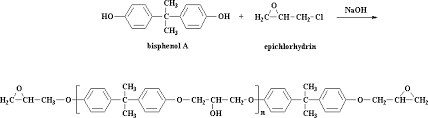 CH₃
HO C OH + H₂C CH CH₂ Cl NaOH
O
CH₃
bisphenol A epichlorhydrin
O CH₃ CH₃ O
H₂C CH CH₂ O C O CH₂ CH CH₂ O C O CH₂ CH CH₂
CH₃ OH n CH₃